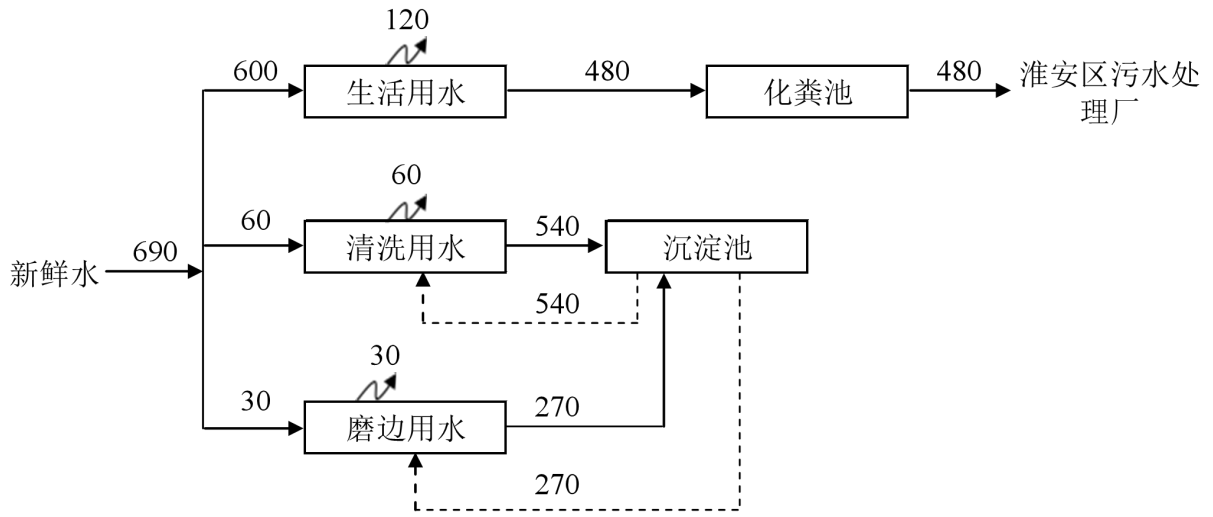 120
600
生活用水
480
化粪池
480
淮安区污水处
理厂
60
60
清洗用水
540
沉淀池
新鲜水
690
540
30
30
磨边用水
270
270